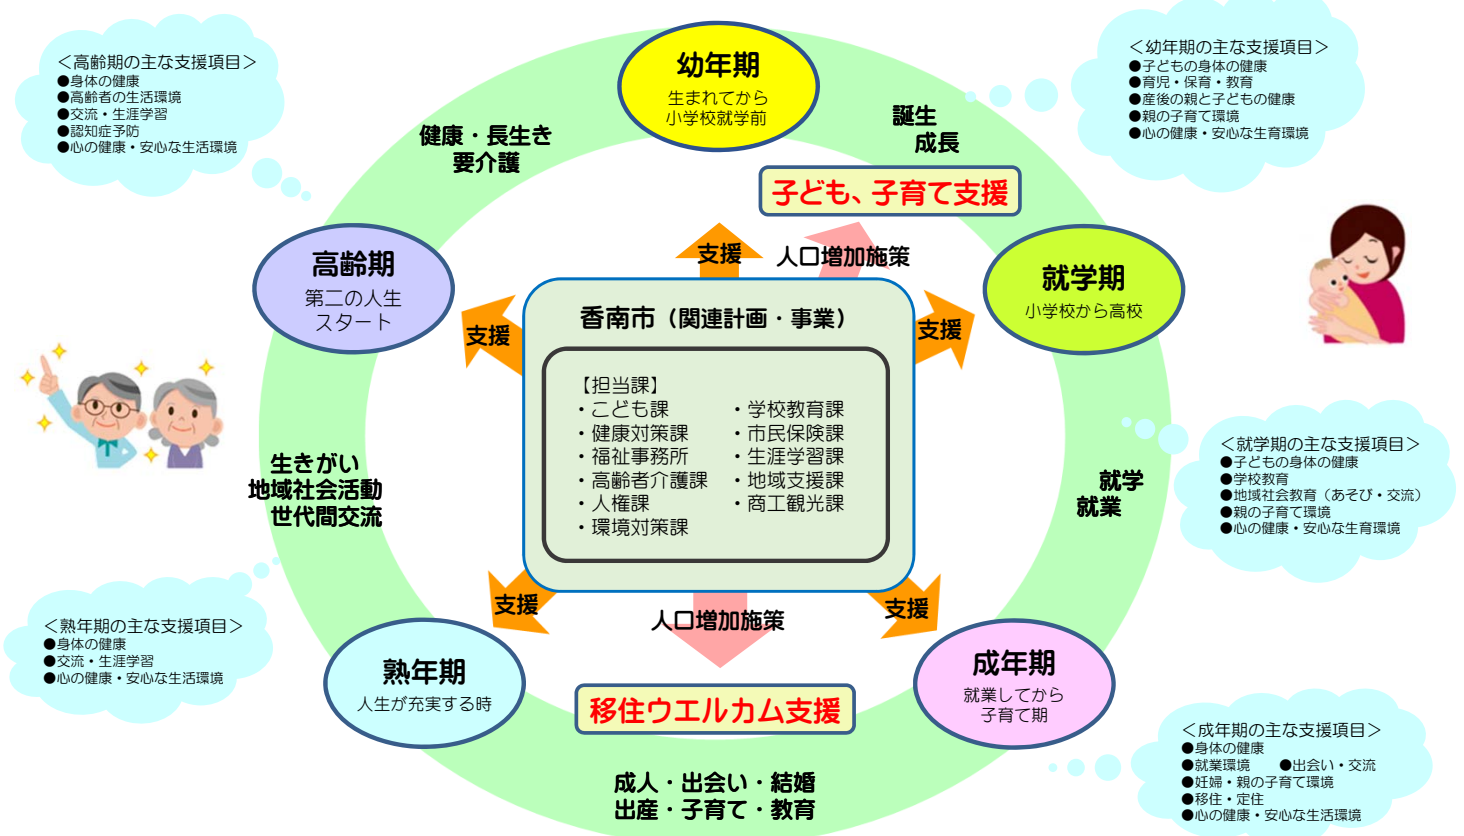 ＜高齢期の主な支援項目＞
●身体の健康
●高齢者の生活環境
●交流・生涯学習
●認知症予防
●心の健康・安心な生活環境
健康・長生き
要介護
幼年期
生まれてから
小学校就学前
誕生
成長
＜幼年期の主な支援項目＞
●子どもの身体の健康
●育児・保育・教育
●産後の親と子どもの健康
●親の子育て環境
●心の健康・安心な生育環境
子ども、子育て支援
支援
人口増加施策
高齢期
第二の人生
スタート
支援
就学期
小学校から高校
支援
香南市（関連計画・事業）
【担当課】
・こども課
・健康対策課
・福祉事務所
・高齢者介護課
・人権課
・環境対策課
・学校教育課
・市民保険課
・生涯学習課
・地域支援課
・商工観光課
生きがい
地域社会活動
世代間交流
就学
就業
＜就学期の主な支援項目＞
●子どもの身体の健康
●学校教育
●地域社会教育（あそび・交流）
●親の子育て環境
●心の健康・安心な生育環境
支援
人口増加施策
支援
＜熟年期の主な支援項目＞
●身体の健康
●交流・生涯学習
●心の健康・安心な生活環境
熟年期
人生が充実する時
移住ウエルカム支援
成年期
就業してから
子育て期
成人・出会い・結婚
出産・子育て・教育
＜成年期の主な支援項目＞
●身体の健康
●就業環境　●出会い・交流
●妊婦・親の子育て環境
●移住・定住
●心の健康・安心な生活環境